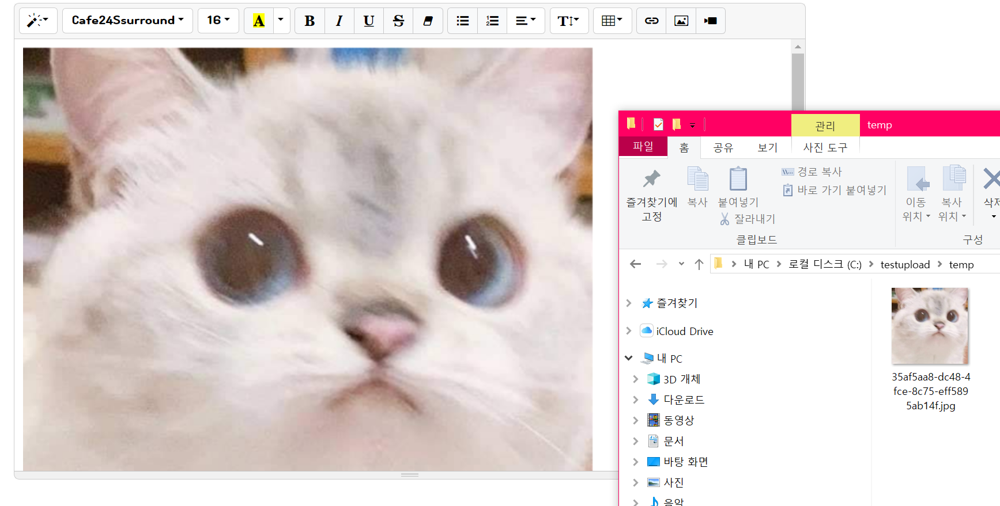 Cafe24Ssurround
16
A
B
I
U
S
T
관리
temp
파일
홈
공유
보기
사진 도구
즐겨찾기에
고정
복사
붙여넣기
잘라내기
경로 복사
바로 가기 붙여넣기
클립보드
이동
위치
복사
위치
구성
내 PC
로컬 디스크 (C:)
testupload
temp
즐겨찾기
iCloud Drive
내 PC
3D 개체
다운로드
동영상
문서
바탕 화면
사진
음악
35af5aa8-dc48-4
fce-8c75-eff589
5ab14f.jpg